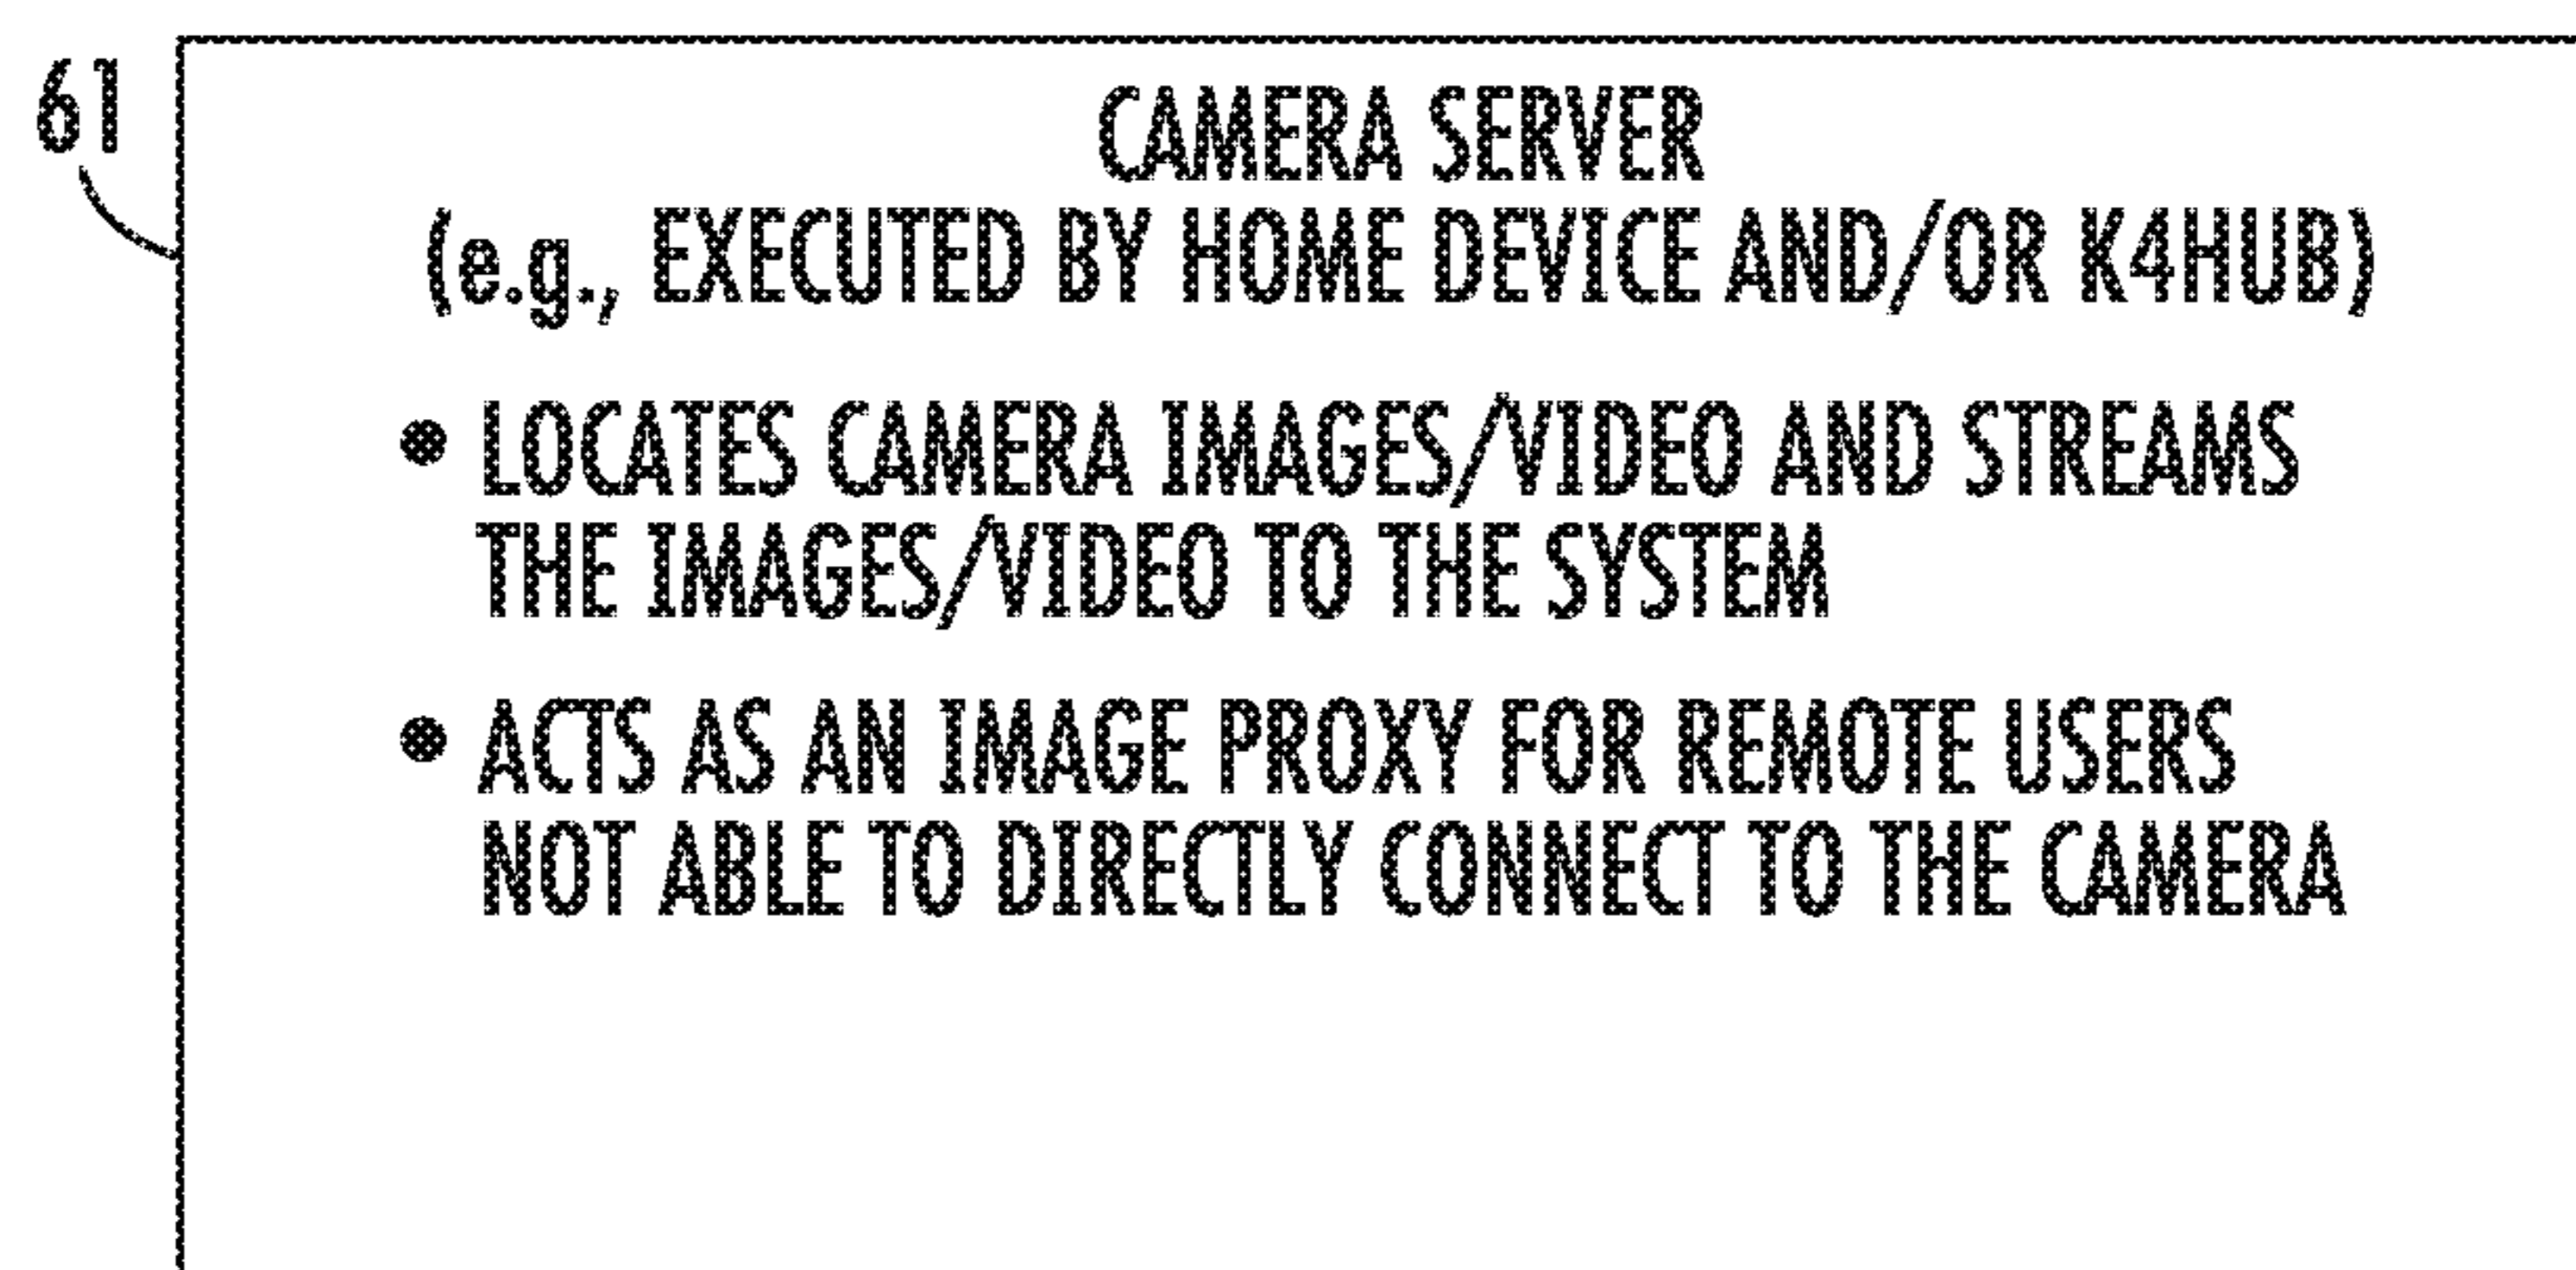 61
CAMERA SERVER
(e.g., EXECUTED BY HOME DEVICE AND/OR K4HUB)
• LOCATES CAMERA IMAGES/VIDEO AND STREAMS
THE IMAGES/VIDEO TO THE SYSTEM
• ACTS AS AN IMAGE PROXY FOR REMOTE USERS
NOT ABLE TO DIRECTLY CONNECT TO THE CAMERA